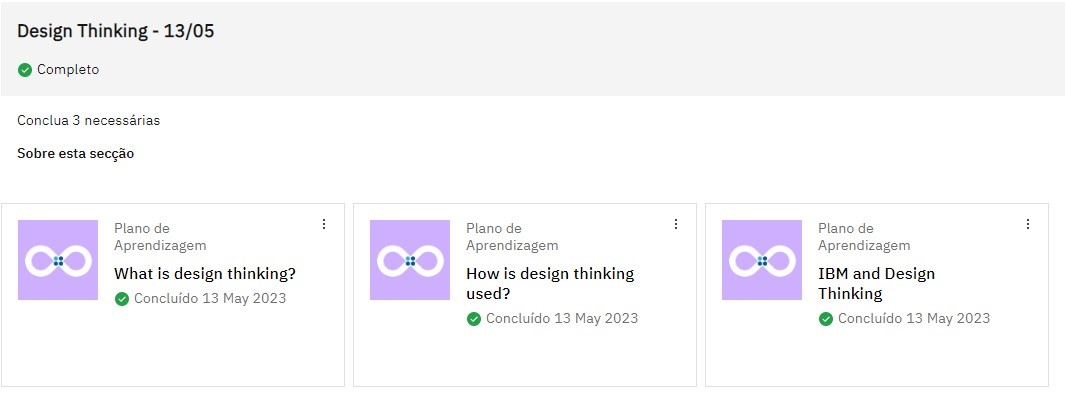 Design Thinking - 13/05
Completo
Conclua 3 necessárias
Sobre esta secção
Plano de
Aprendizagem
What is design thinking?
Concluído 13 May 2023
Plano de
Aprendizagem
How is design thinking
used?
Concluído 13 May 2023
Plano de
Aprendizagem
IBM and Design
Thinking
Concluído 13 May 2023